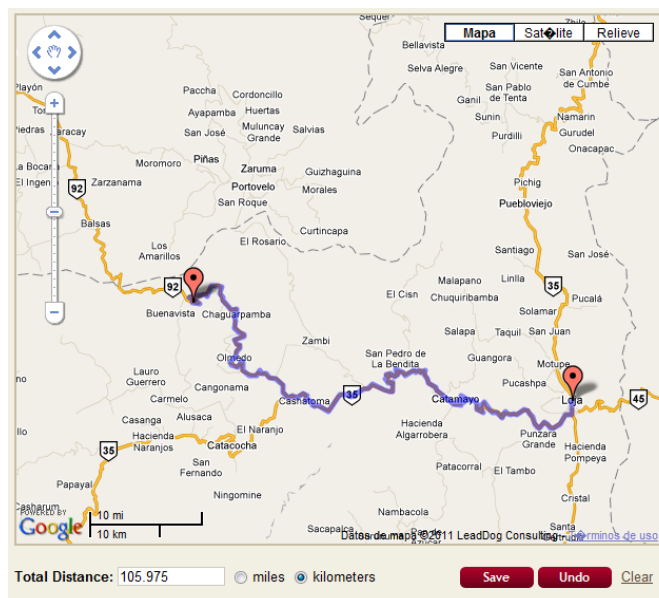 Sequer
Zhilo
Mapa Sat�lite Relieve
Bellavista
Selva Alegre San Vicente San Antonio de Cumbe
Playón Paccha Cordoncillo
Ganil San Pablo de Tenta
Ayapamba Huertas
Sunin Namarin
Piedras San José Muluncay Grande Salvias
Purdilli Gurudel
Onacapac
La Bocana Moromoro Piñas Zaruma Guizhaguina
El Ingenio 92 Zarzanama Portovelo Morales
Pichig
San Roque Puebloviejo
Balsas
Curtincapa
Los Amarillos El Rosario Santiago San José
Malapano Linlla
92 El Cisn Chuquiribamba 35 Pucalá
Buenavista Chaguarpamba Solamar
Zambi Salapa Taquil San Juan
Olmedo San Pedro de La Bendita Guangora Motupe
Lauro Guerrero Cangonama Pucashpa
Carmelo Cashatoma 35 Catamayo Loja 45
Casanga Alusaca
Hacienda Naranjos El Naranjo Hacienda Algarrobera Punzara Grande
35 Catacocha Hacienda Pompeya
San Fernando Patacorral El Tambo
Papayal Ningomine Cristal
Casharum
Nambacola
POWERED BY
Google
10 mi
10 km
Sacapalca Santa Gertrudis
Datos de mapa ©2011 LeadDog Consulting - Términos de uso
Total Distance: 105.975 miles kilometers Save Undo Clear